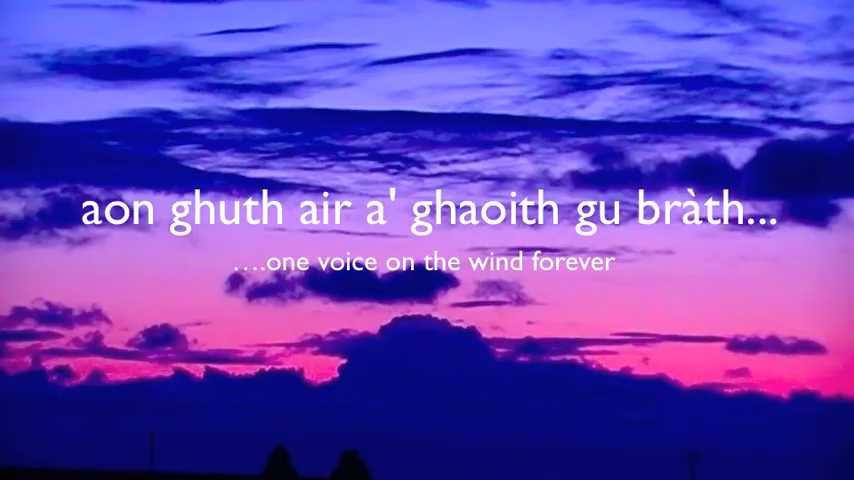 aon ghuth air a' ghaoith gu bràth...
....one voice on the wind forever